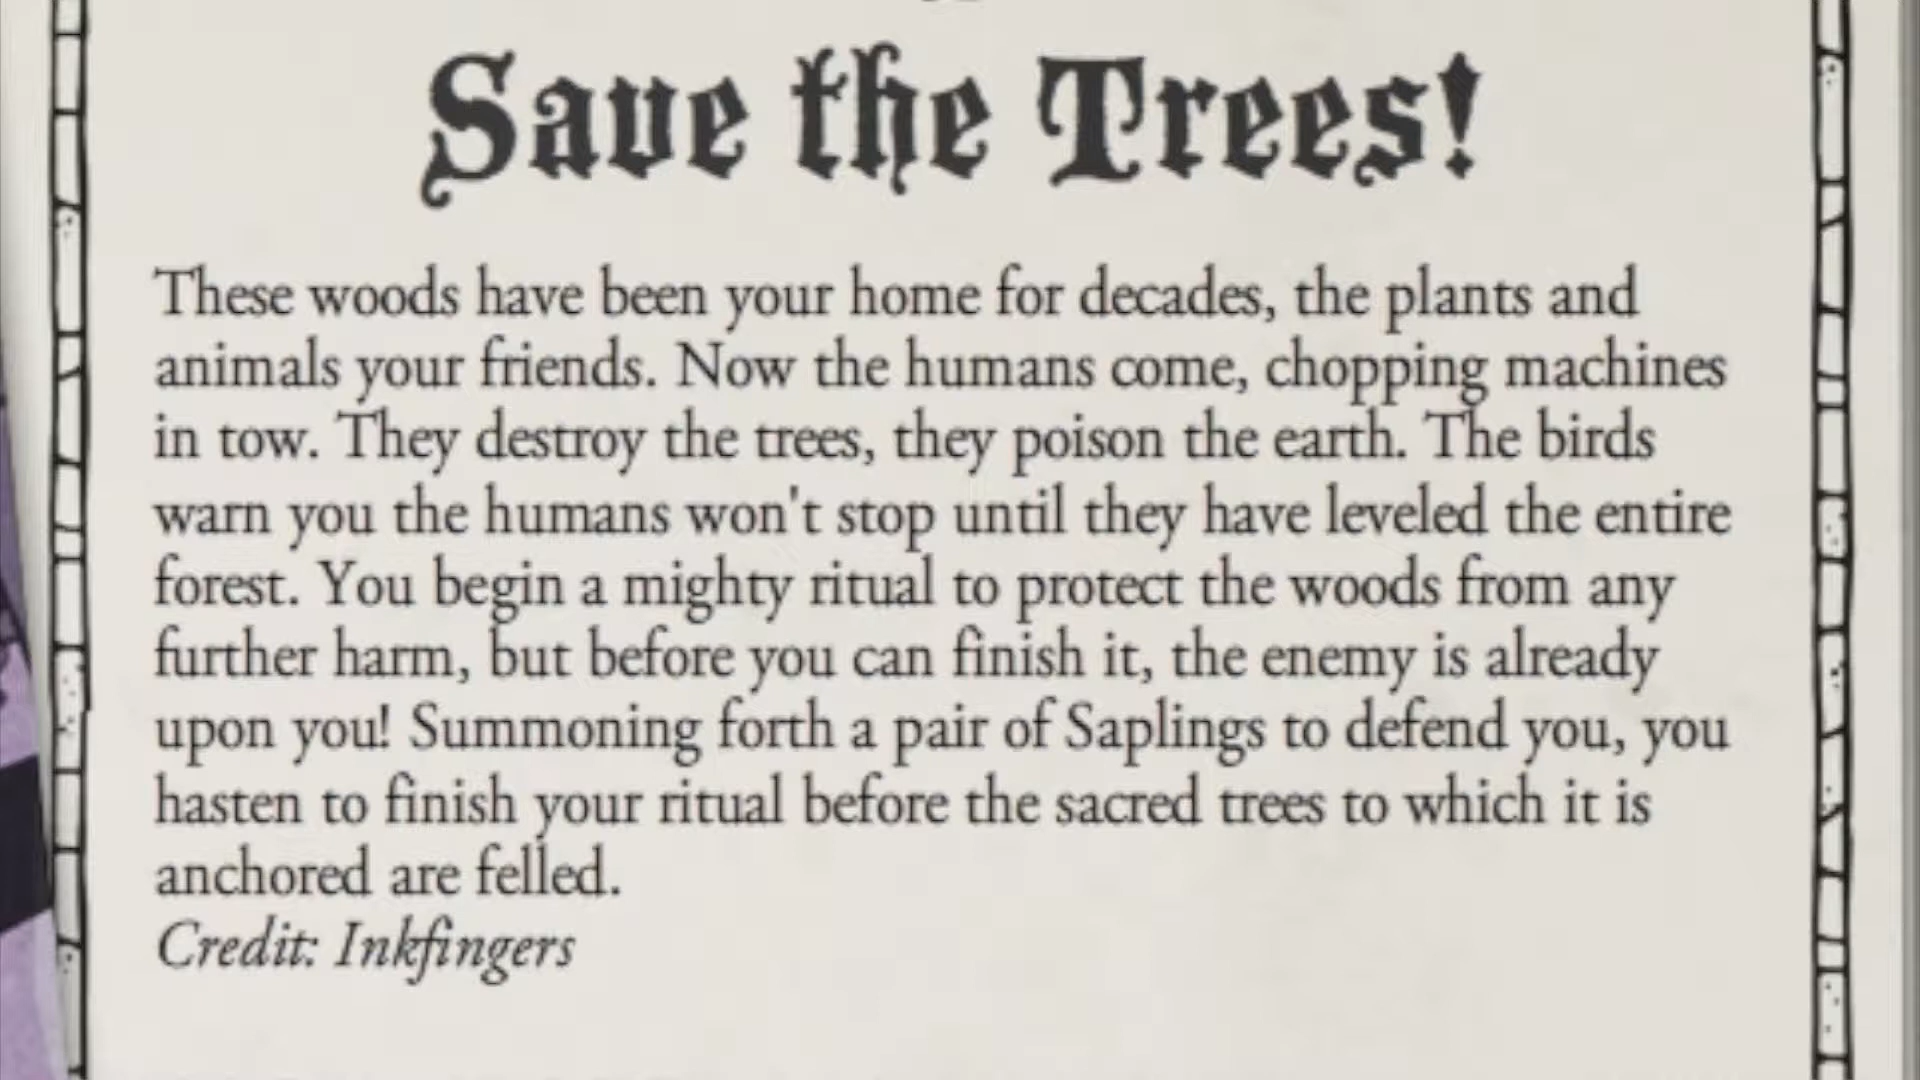 Save the Trees!
These woods have been your home for decades, the plants and
animals your friends. Now the humans come, chopping machines
in tow. They destroy the trees, they poison the earth. The birds
warn you the humans won't stop until they have leveled the entire
forest. You begin a mighty ritual to protect the woods from any
further harm, but before you can finish it, the enemy is already
upon you! Summoning forth a pair of Saplings to defend you, you
hasten to finish your ritual before the sacred trees to which it is
anchored are felled.
Credit: Inkfingers